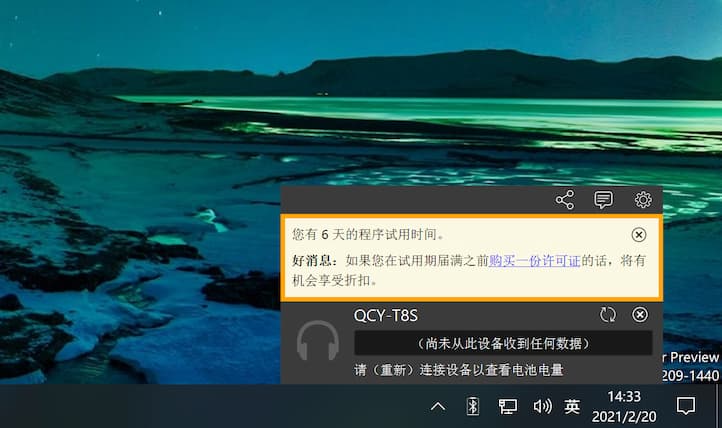 您有 6 天的程序试用时间。
好消息：如果您在试用期届满之前购买一份许可证的话，将有
机会享受折扣。
QCY-T8S
（尚未从此设备收到任何数据）
请（重新）连接设备以查看电池电量
r Preview
209-1440
英
14:33
2021/2/20